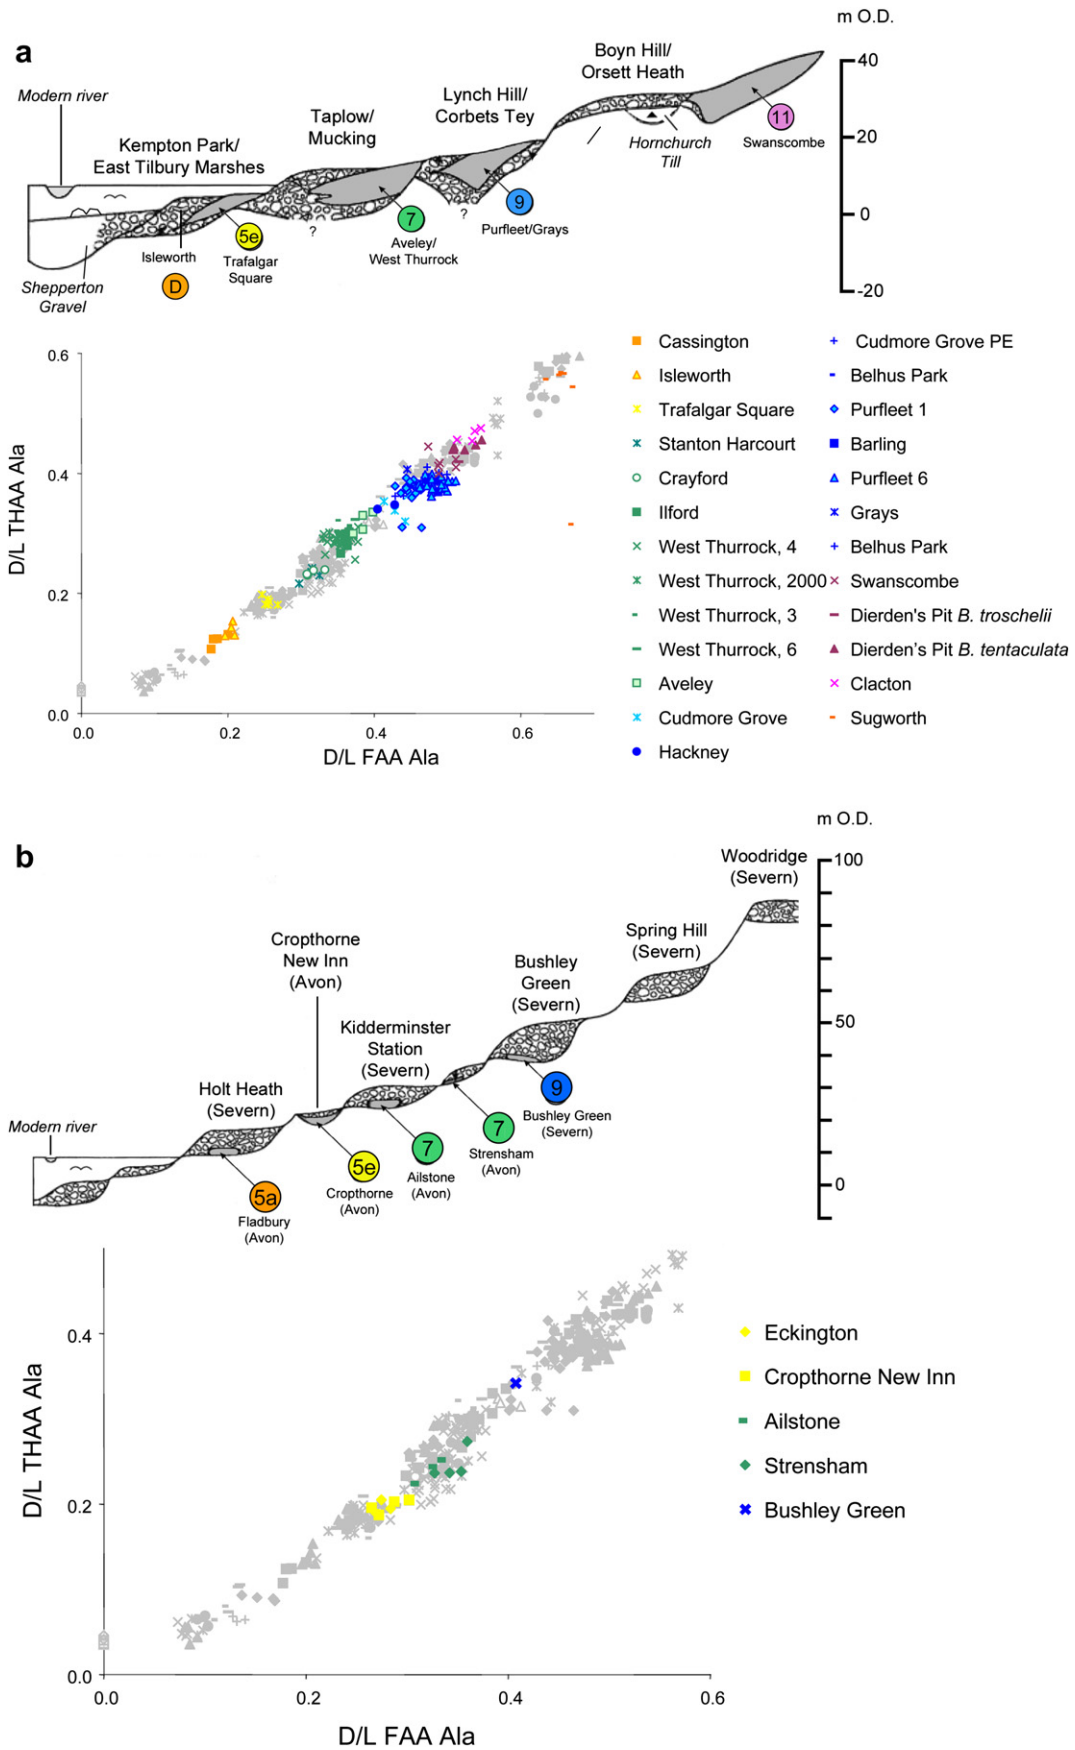 m O.D.
a
40
Boyn Hill/
Orsett Heath
Modern river
Lynch Hill/
Corbets Tey
Taplow/
Mucking
11
Kempton Park/
East Tilbury Marshes
20
Hornchurch
Till
Swanscombe
9
7
0
?
Purfleet/Grays
5e
?
Aveley/
West Thurrock
Isleworth
Trafalgar
Square
D
Shepperton
Gravel
-20
0.6
0.4
0.2
0.0
D/L THAA Ala
0.0
0.2
0.4
0.6
D/L FAA Ala
Cassington
Isleworth
Trafalgar Square
Stanton Harcourt
Crayford
Ilford
West Thurrock, 4
West Thurrock, 2000
West Thurrock, 3
West Thurrock, 6
Aveley
Cudmore Grove
Hackney
Cudmore Grove PE
Belhus Park
Purfleet 1
Barling
Purfleet 6
Grays
Belhus Park
Swanscombe
Dierden's Pit B. troschelii
Dierden's Pit B. tentaculata
Clacton
Sugworth
m O.D.
b
Woodridge
(Severn)
100
Spring Hill
(Severn)
Cropthorne
New Inn
(Avon)
Bushley
Green
(Severn)
50
Kidderminster
Station
(Severn)
Holt Heath
(Severn)
9
Bushley Green
(Severn)
Modern river
7
Strensham
(Avon)
7
5e
Ailstone
(Avon)
Cropthorne
(Avon)
0
5a
Fladbury
(Avon)
0.4
0.2
0.0
D/L THAA Ala
0.0
0.2
0.4
0.6
D/L FAA Ala
Eckington
Cropthorne New Inn
Ailstone
Strensham
Bushley Green